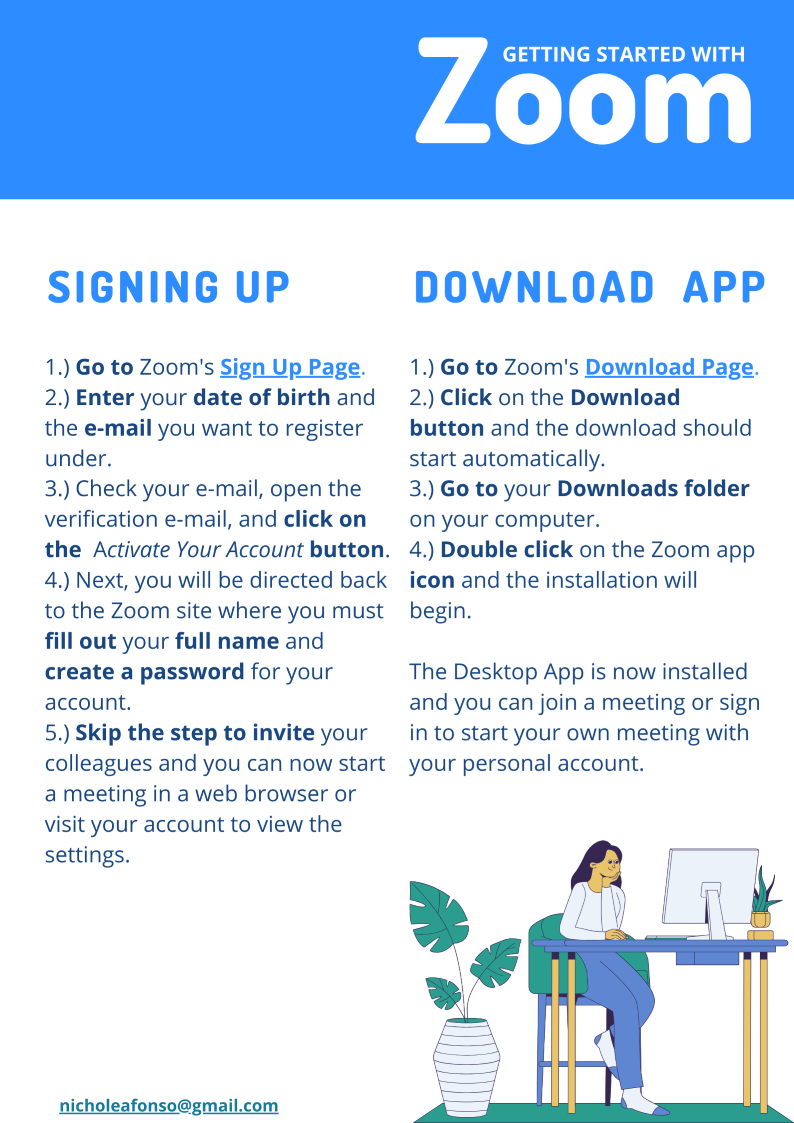 GETTING STARTED WITH
Zoom
SIGNING UP
1.) Go to Zoom's Sign Up Page.
2.) Enter your date of birth and
the e-mail you want to register
under.
3.) Check your e-mail, open the
verification e-mail, and click on
the Activate Your Account button.
4.) Next, you will be directed back
to the Zoom site where you must
fill out your full name and
create a password for your
account.
5.) Skip the step to invite your
colleagues and you can now start
a meeting in a web browser or
visit your account to view the
settings.
DOWNLOAD APP
1.) Go to Zoom's Download Page.
2.) Click on the Download
button and the download should
start automatically.
3.) Go to your Downloads folder
on your computer.
4.) Double click on the Zoom app
icon and the installation will
begin.
The Desktop App is now installed
and you can join a meeting or sign
in to start your own meeting with
your personal account.
nicholeafonso@gmail.com